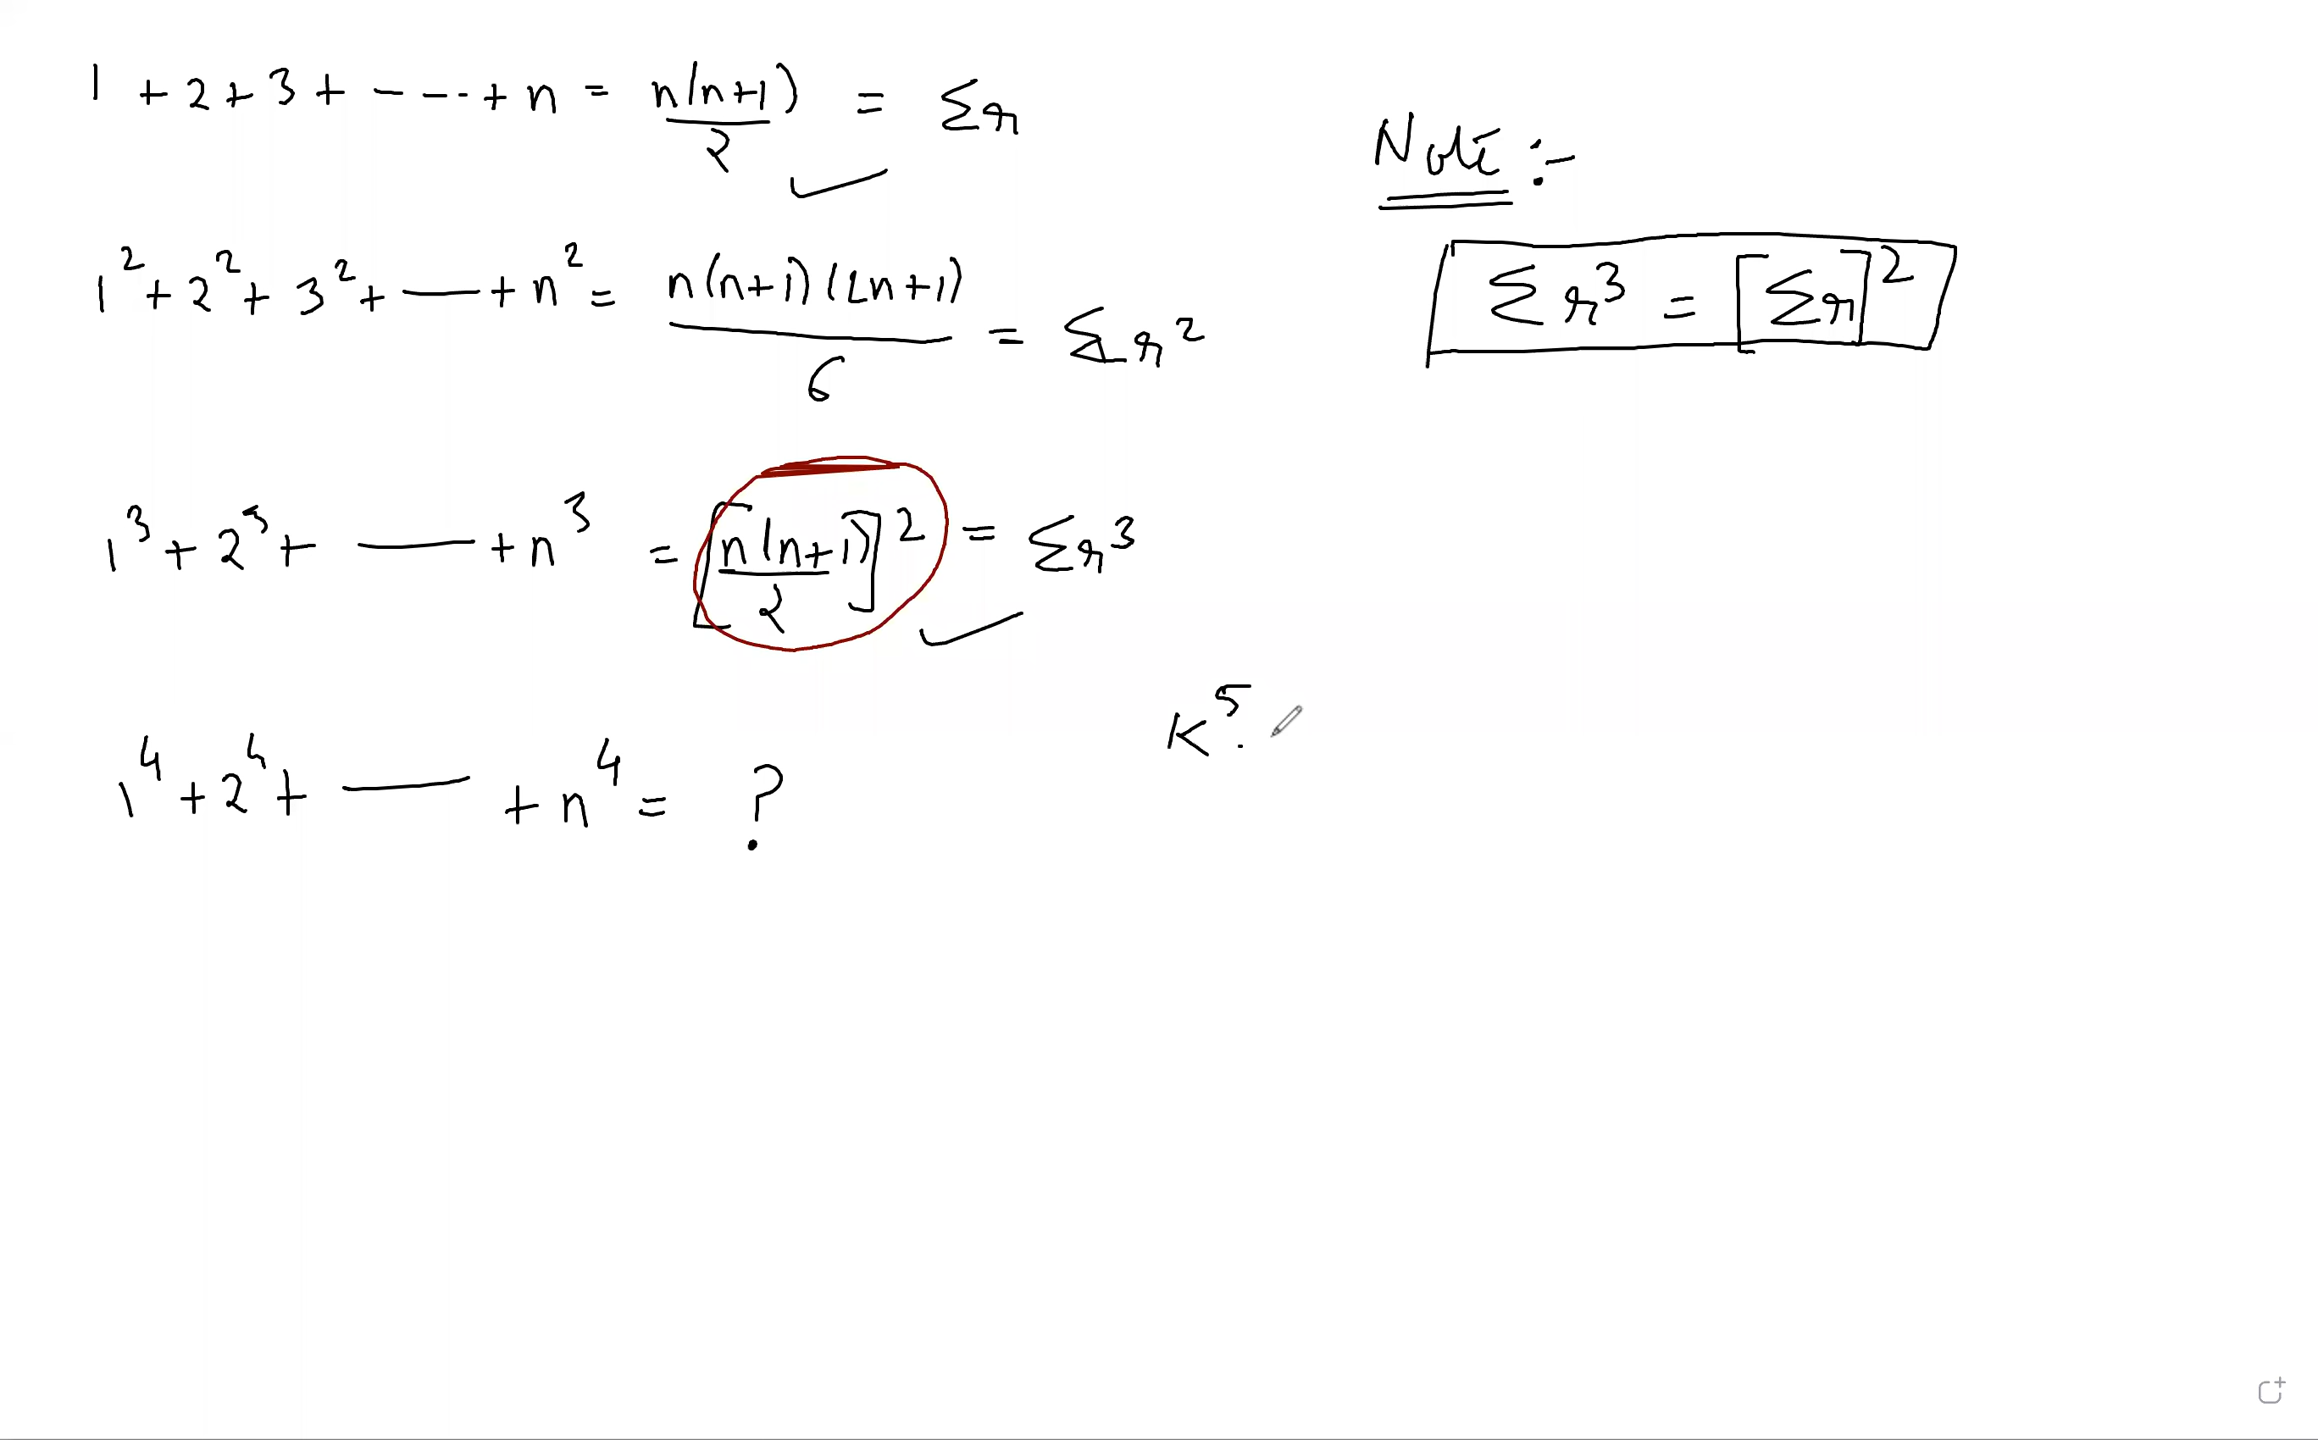 1 + 2 + 3 + - - -- + n = n(n+1)/2 = Σr
Note :-
1² + 2² + 3² + —— + n² = n(n+1)(2n+1)/6 = Σr²
Σr³ = [Σr]²
1³ + 2³ + —— + n³ = [n(n+1)/2]² = Σr³
K⁵.
1⁴ + 2⁴ + —— + n⁴ = ?